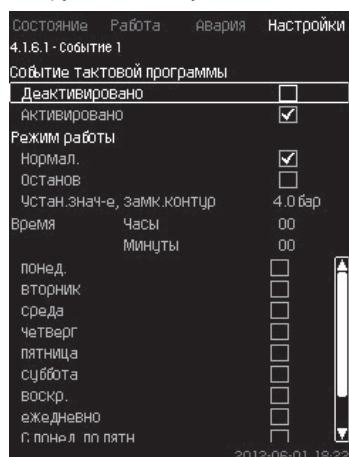 Состояние Работа Авария Настройки
4.1.6.1 - Событие 1
Событие тактовой программы
Деактивировано
Активировано
Режим работы
Нормал.
Останов
Устан.знач-е, замк.контур 4.0 бар
Время Часы 00
Минуты 00
понед.
вторник
среда
четверг
пятница
суббота
воскр.
ежедневно
С понед. по пятн
2012-06-01 18:22